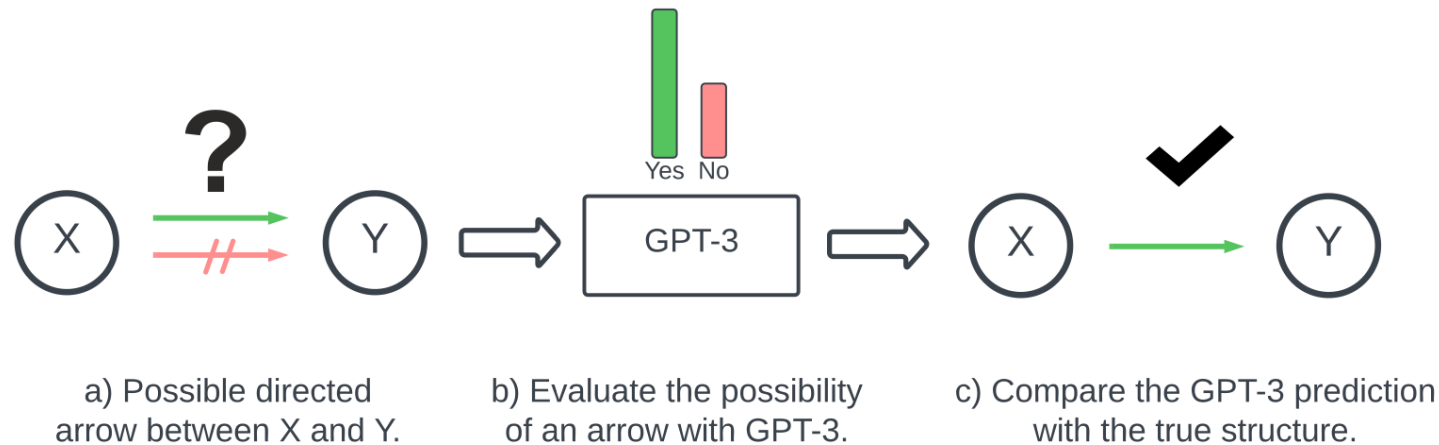 ?
Yes No
X
Y
GPT-3
X
Y
a) Possible directed
arrow between X and Y.
b) Evaluate the possibility
of an arrow with GPT-3.
c) Compare the GPT-3 prediction
with the true structure.